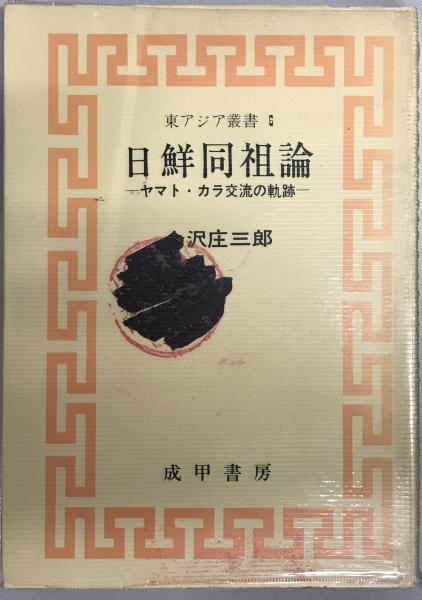 東アジア叢書
日鮮同祖論
―ヤマト・カラ交流の軌跡―
沢庄三郎
成甲書房